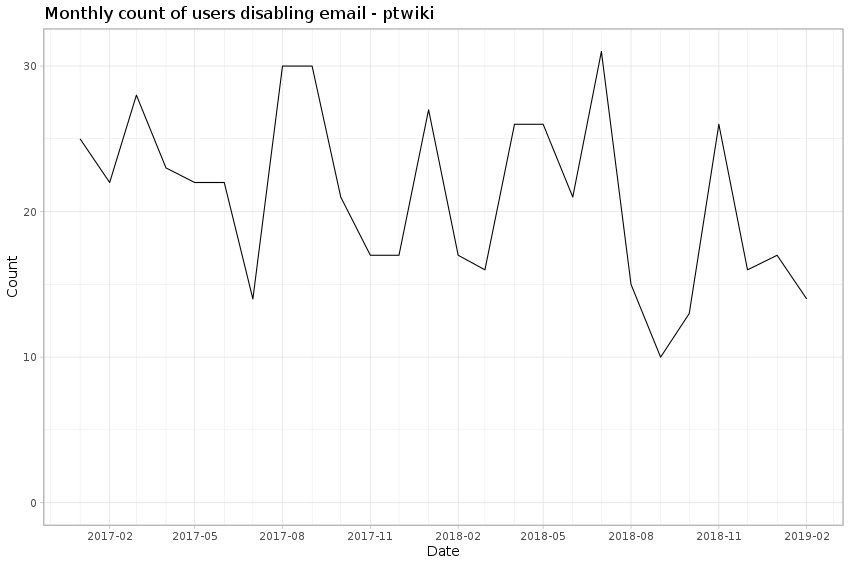 Monthly count of users disabling email - ptwiki
30
20
10
0
Count
2017-02 2017-05 2017-08 2017-11 2018-02 2018-05 2018-08 2018-11 2019-02
Date